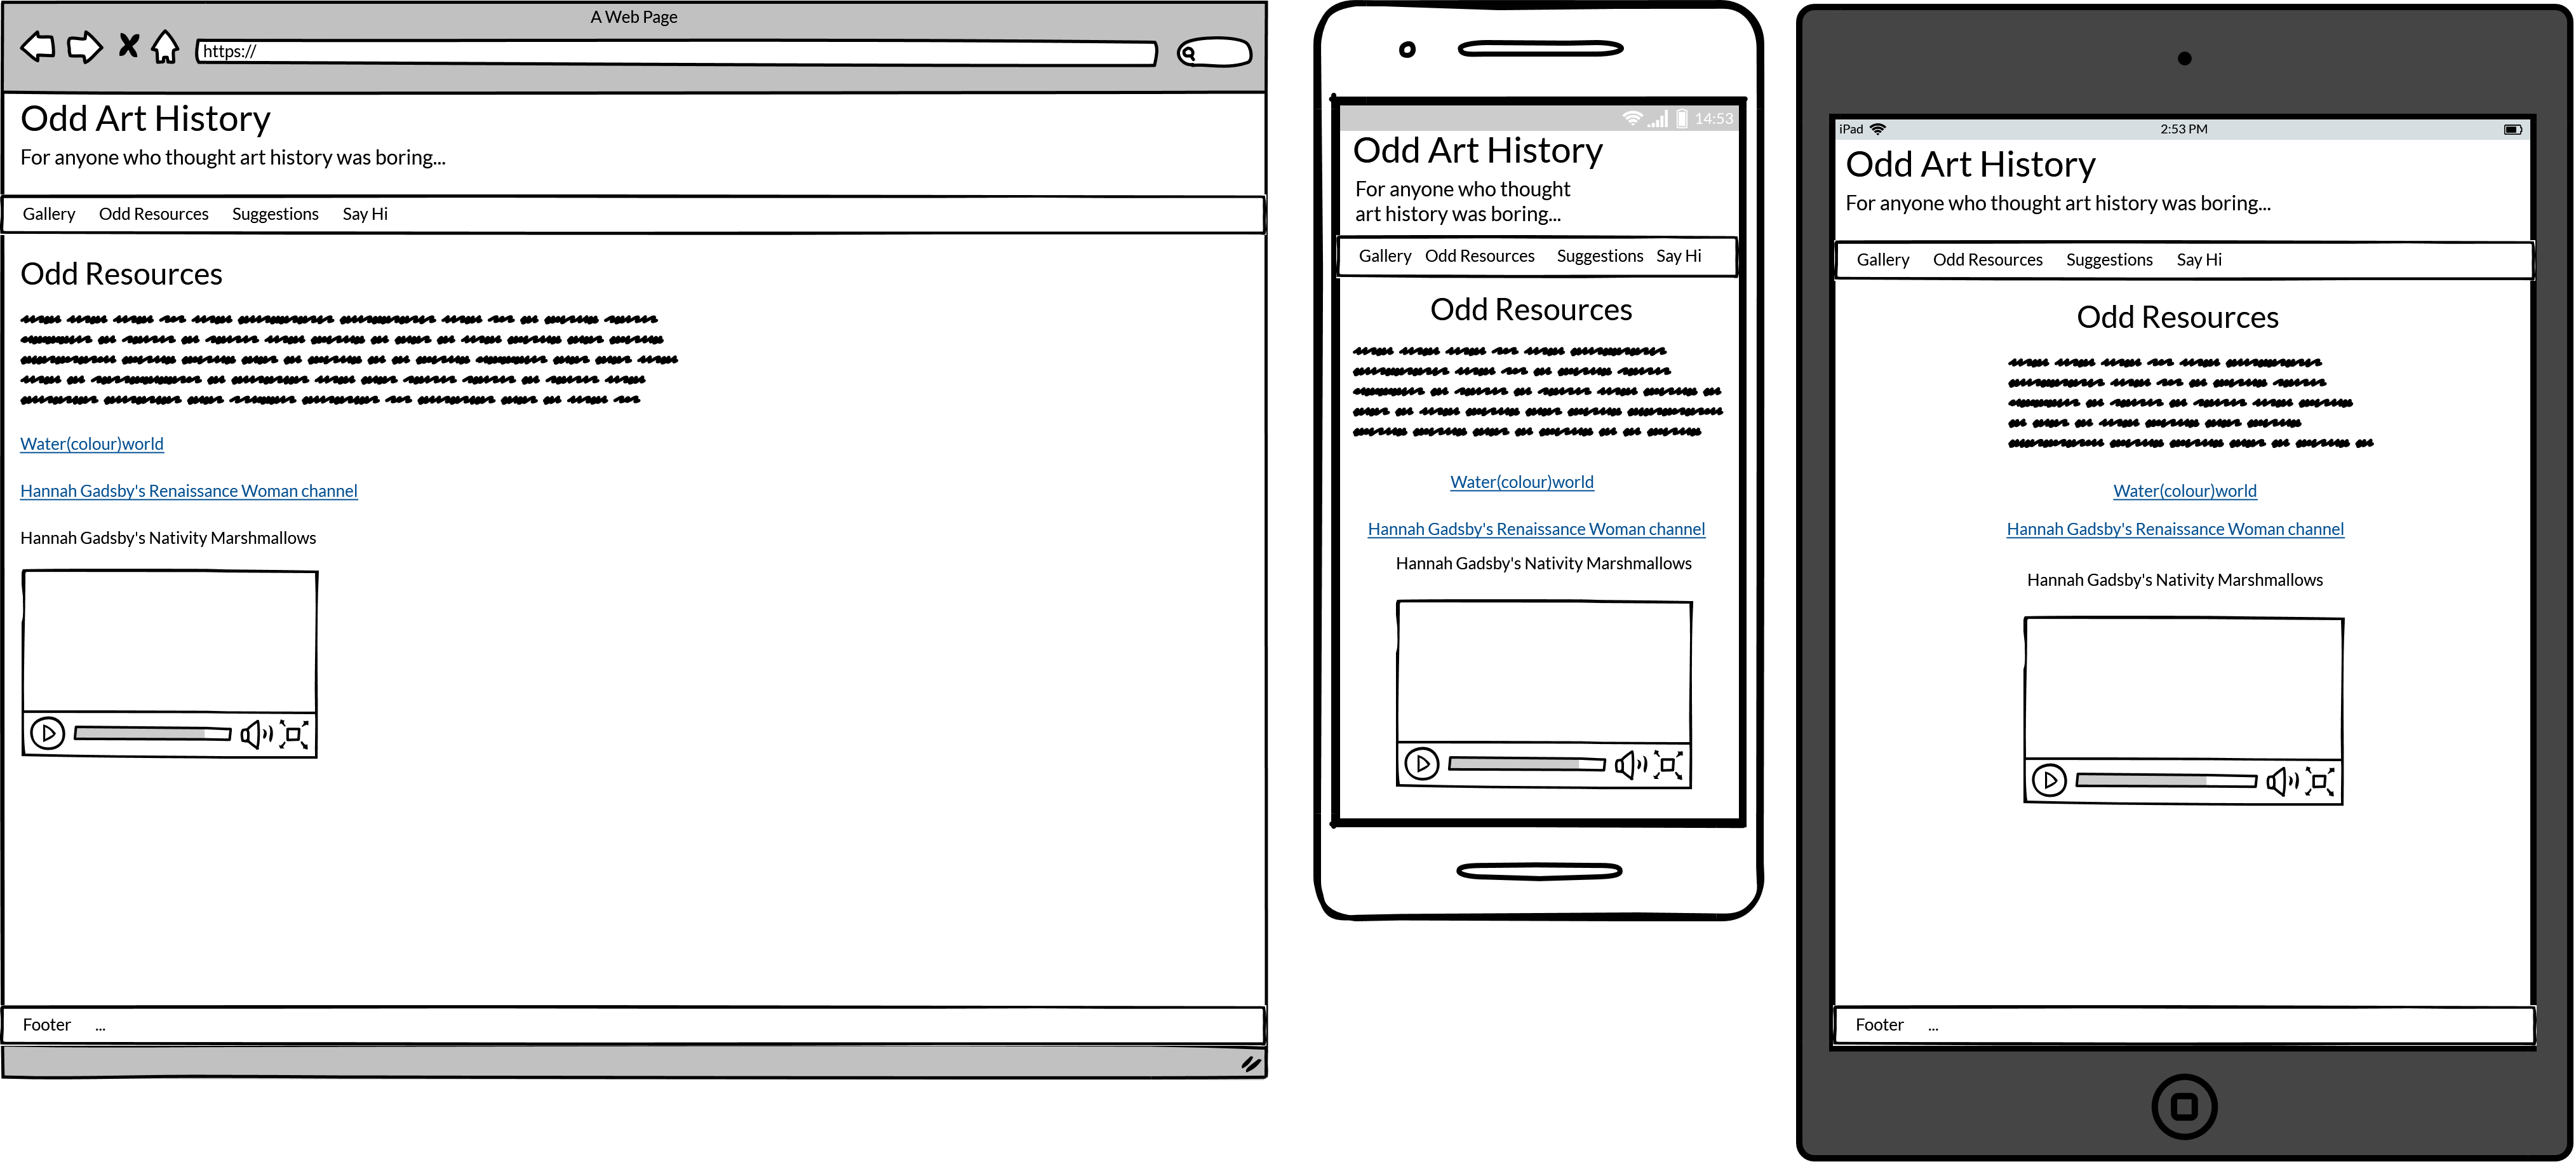 A Web Page
https://
Odd Art History
For anyone who thought art history was boring...
Gallery Odd Resources Suggestions Say Hi
Odd Resources
Water(colour)world
Hannah Gadsby's Renaissance Woman channel
Hannah Gadsby's Nativity Marshmallows
Footer ...
14:53
Odd Art History
For anyone who thought
art history was boring...
Gallery Odd Resources Suggestions Say Hi
Odd Resources
Water(colour)world
Hannah Gadsby's Renaissance Woman channel
Hannah Gadsby's Nativity Marshmallows
iPad 2:53 PM
Odd Art History
For anyone who thought art history was boring...
Gallery Odd Resources Suggestions Say Hi
Odd Resources
Water(colour)world
Hannah Gadsby's Renaissance Woman channel
Hannah Gadsby's Nativity Marshmallows
Footer ...